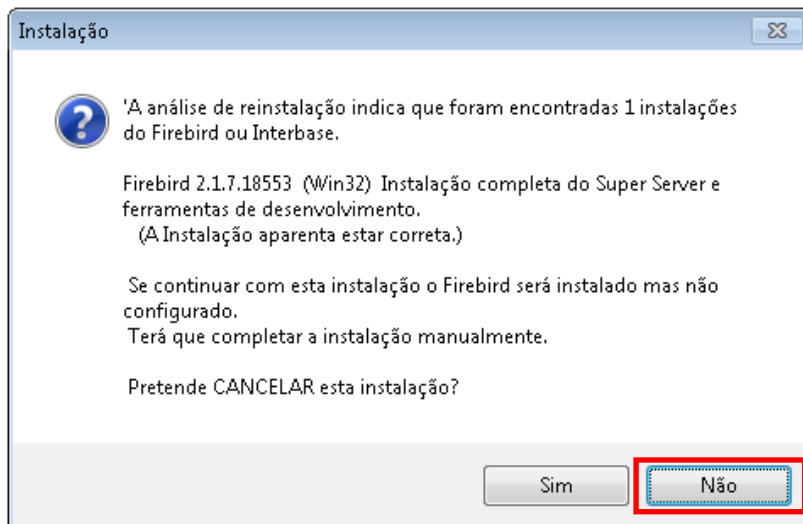 Instalação
'A análise de reinstalação indica que foram encontradas 1 instalações
do Firebird ou Interbase.
Firebird 2.1.7.18553 (Win32) Instalação completa do Super Server e
ferramentas de desenvolvimento.
(A Instalação aparenta estar correta.)
Se continuar com esta instalação o Firebird será instalado mas não
configurado.
Terá que completar a instalação manualmente.
Pretende CANCELAR esta instalação?
Sim
Não